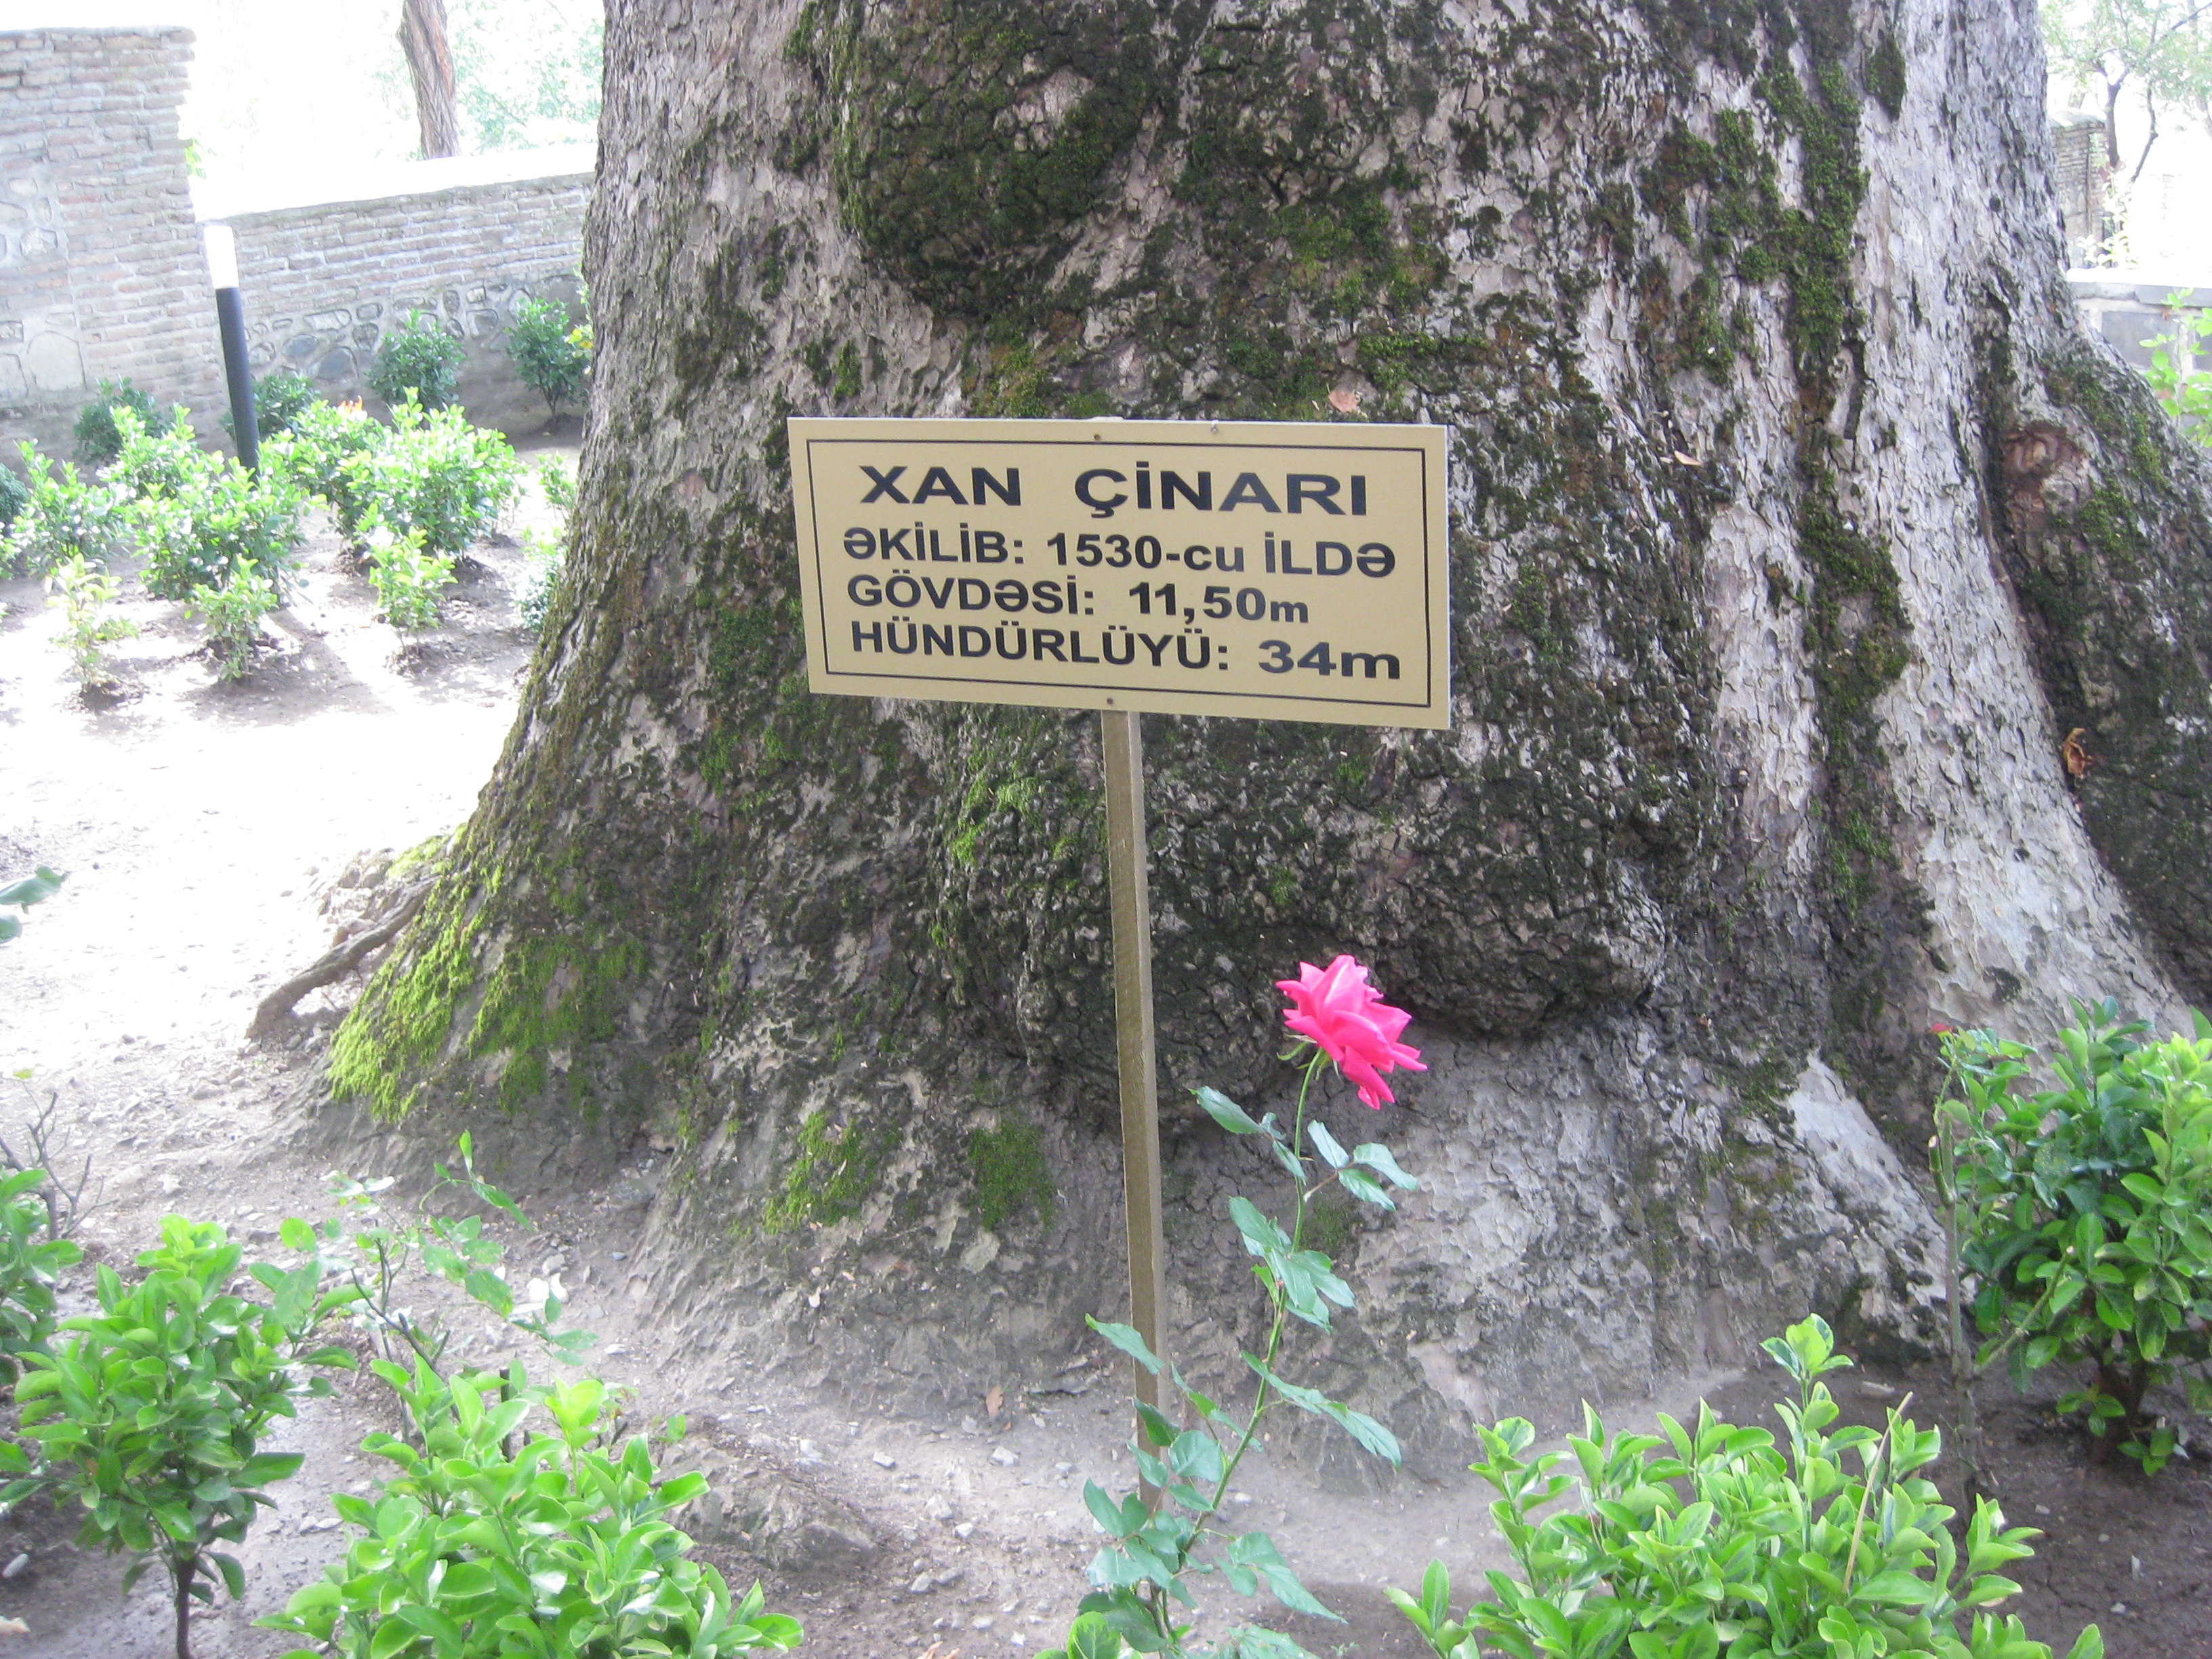 XAN ÇİNARI
ƏKİLİB: 1530-cu İLDƏ
GÖVDƏSİ: 11,50m
HÜNDÜRLÜYÜ: 34m